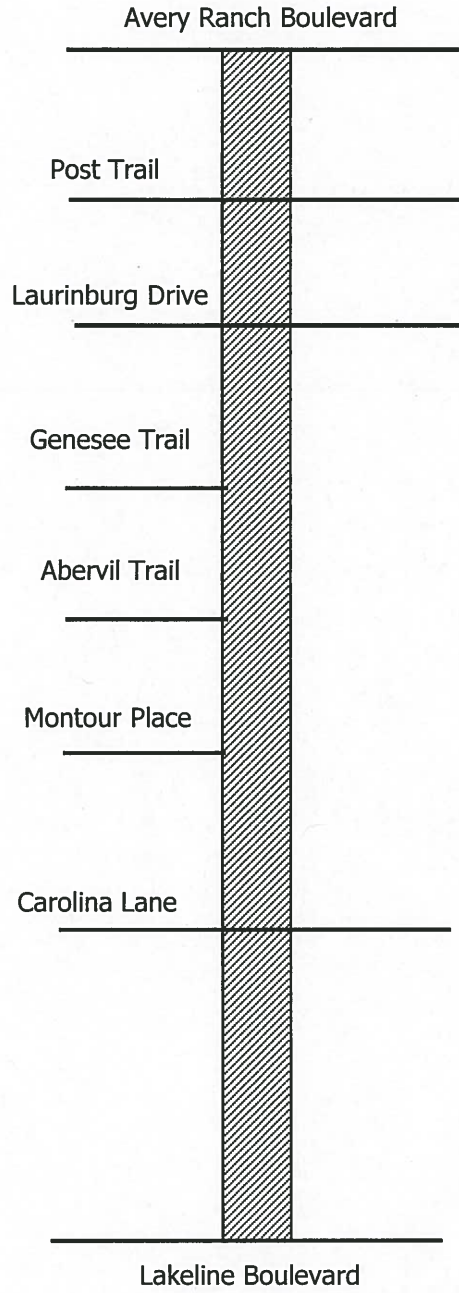 Avery Ranch Boulevard
Post Trail
Laurinburg Drive
Genesee Trail
Abervil Trail
Montour Place
Carolina Lane
Lakeline Boulevard